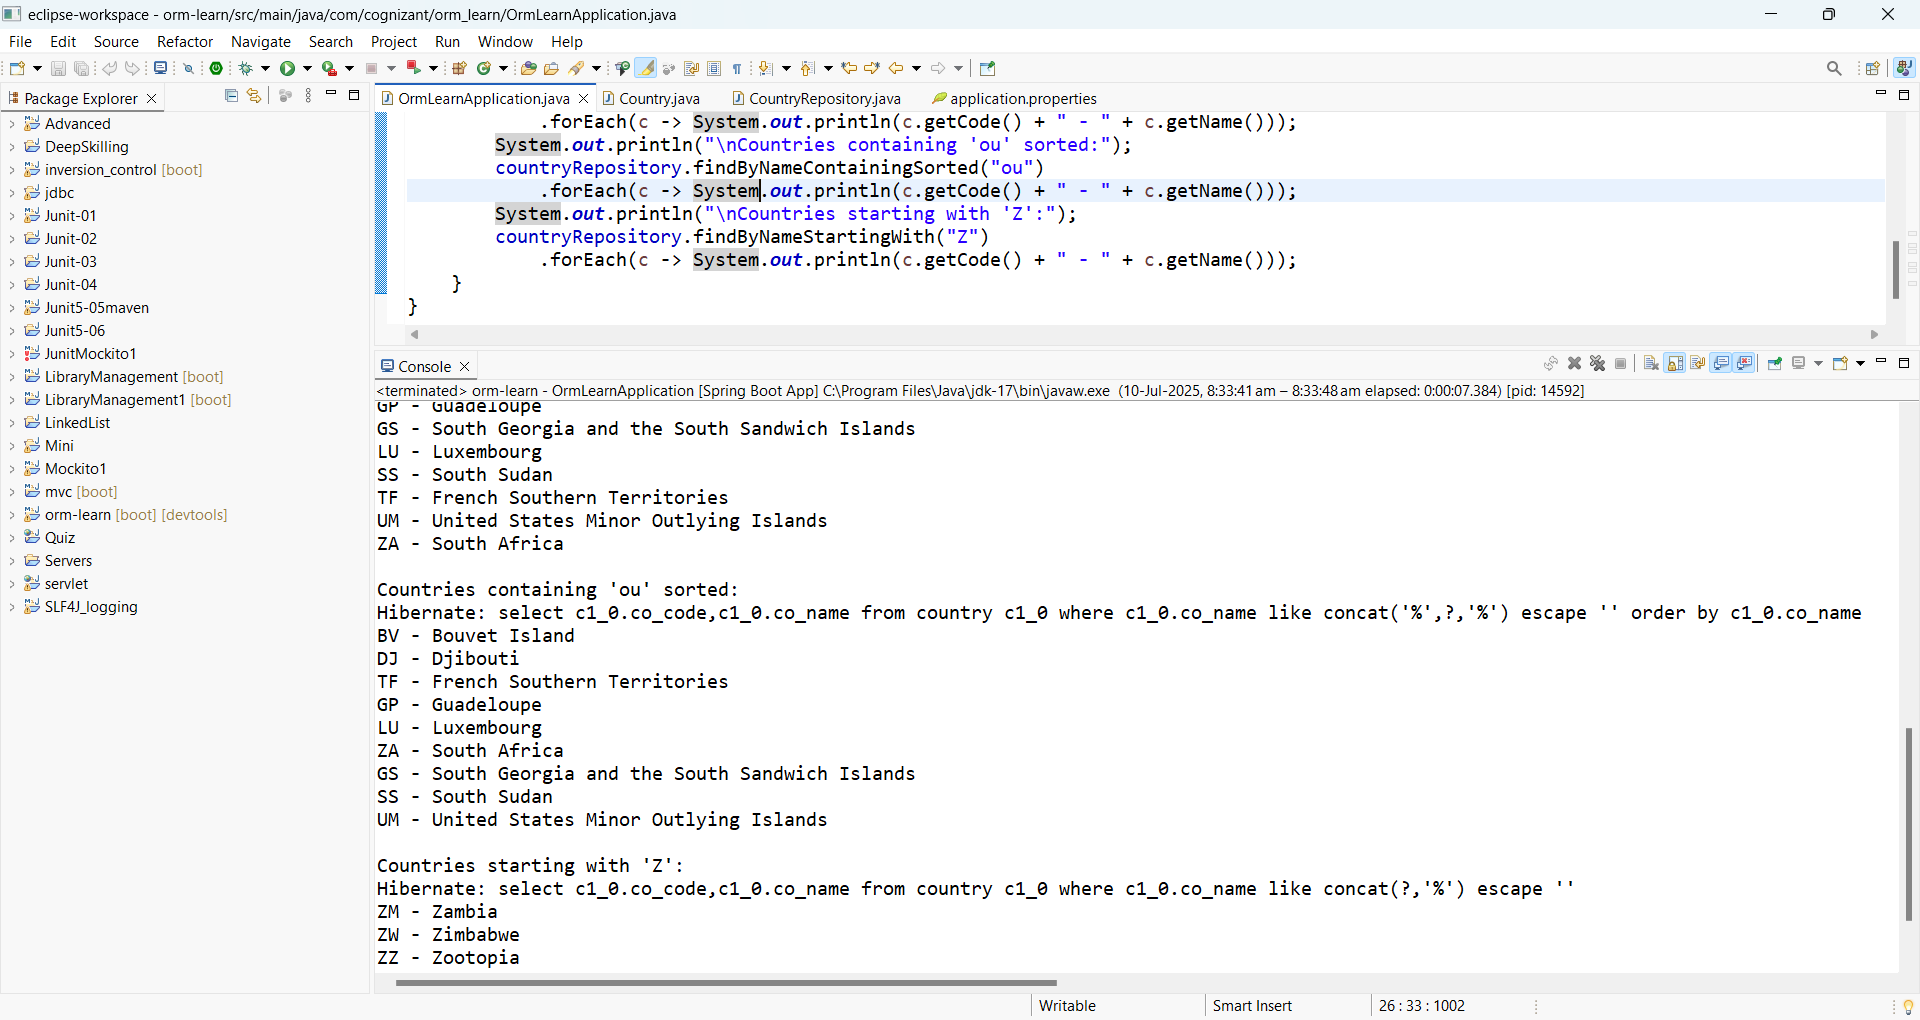 eclipse-workspace - orm-learn/src/main/java/com/cognizant/orm_learn/OrmLearnApplication.java
File Edit Source Refactor Navigate Search Project Run Window Help
Package Explorer
Advanced
DeepSkilling
inversion_control [boot]
jdbc
Junit-01
Junit-02
Junit-03
Junit-04
Junit5-05maven
Junit5-06
JunitMockito1
LibraryManagement [boot]
LibraryManagement1 [boot]
LinkedList
Mini
Mockito1
mvc [boot]
orm-learn [boot] [devtools]
Quiz
Servers
servlet
SLF4J_logging
OrmLearnApplication.java Country.java CountryRepository.java application.properties
.forEach(c -> System.out.println(c.getCode() + " - " + c.getName()));
System.out.println("\nCountries containing 'ou' sorted:");
countryRepository.findByNameContainingSorted("ou")
.forEach(c -> System.out.println(c.getCode() + " - " + c.getName()));
System.out.println("\nCountries starting with 'Z':");
countryRepository.findByNameStartingWith("Z")
.forEach(c -> System.out.println(c.getCode() + " - " + c.getName()));
}
}
Console
<terminated> orm-learn - OrmLearnApplication [Spring Boot App] C:\Program Files\Java\jdk-17\bin\javaw.exe (10-Jul-2025, 8:33:41 am – 8:33:48 am elapsed: 0:00:07.384) [pid: 14592]
GP - Guadeloupe
GS - South Georgia and the South Sandwich Islands
LU - Luxembourg
SS - South Sudan
TF - French Southern Territories
UM - United States Minor Outlying Islands
ZA - South Africa
Countries containing 'ou' sorted:
Hibernate: select c1_0.co_code,c1_0.co_name from country c1_0 where c1_0.co_name like concat('%',?,'%') escape '' order by c1_0.co_name
BV - Bouvet Island
DJ - Djibouti
TF - French Southern Territories
GP - Guadeloupe
LU - Luxembourg
ZA - South Africa
GS - South Georgia and the South Sandwich Islands
SS - South Sudan
UM - United States Minor Outlying Islands
Countries starting with 'Z':
Hibernate: select c1_0.co_code,c1_0.co_name from country c1_0 where c1_0.co_name like concat(?,'%') escape ''
ZM - Zambia
ZW - Zimbabwe
ZZ - Zootopia
Writable Smart Insert 26 : 33 : 1002